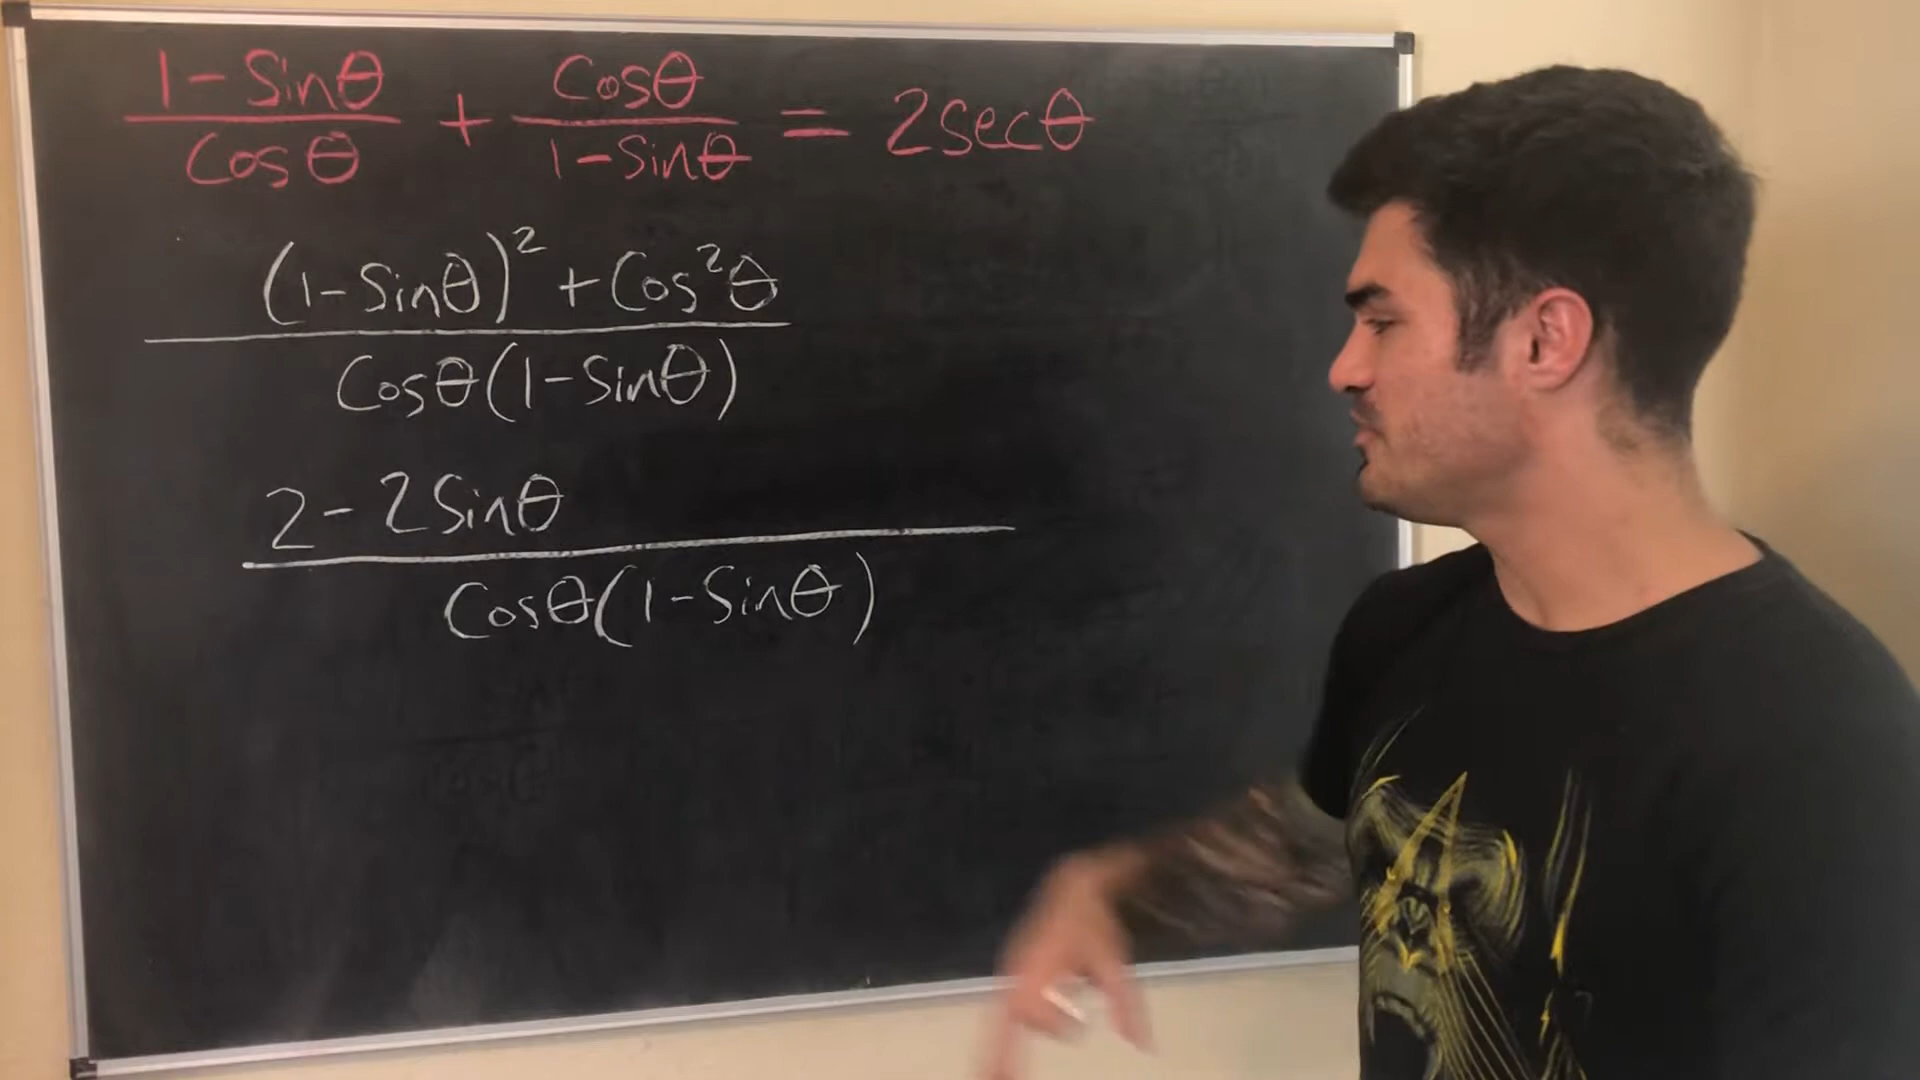 1-Sinθ/Cosθ + Cosθ/1-Sinθ = 2secθ
(1-Sinθ)² + Cos²θ
Cosθ(1-Sinθ)
2 - 2Sinθ
Cosθ(1-Sinθ)